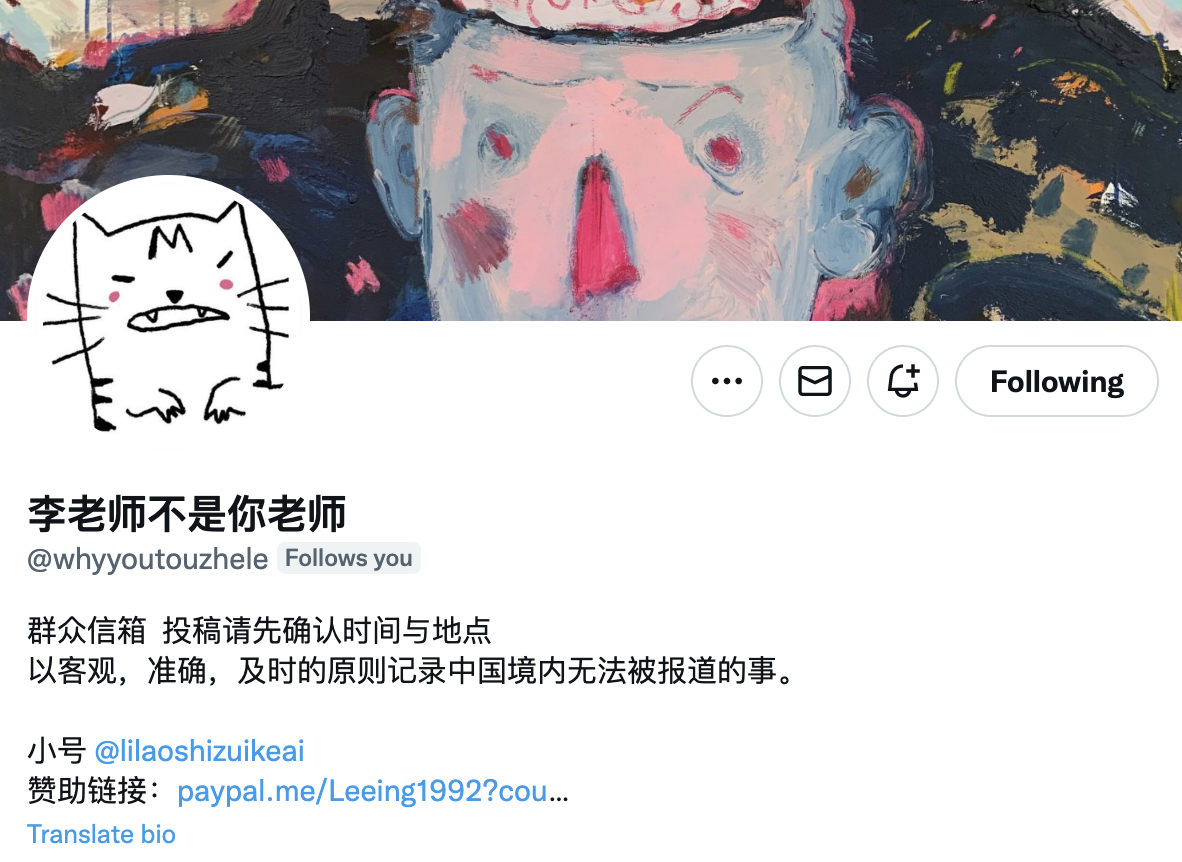 Following
李老师不是你老师
@whyyoutouzhele Follows you
群众信箱 投稿请先确认时间与地点
以客观，准确，及时的原则记录中国境内无法被报道的事。
小号 @lilaoshizuikeai
赞助链接：paypal.me/Leeing1992?cou…
Translate bio